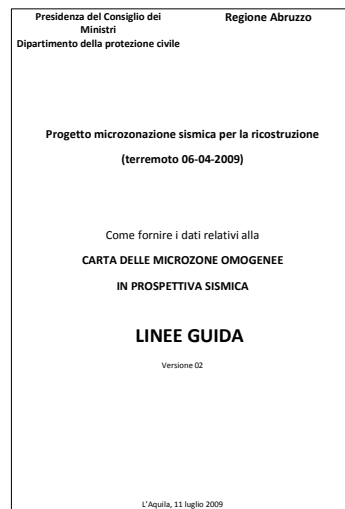 Presidenza del Consiglio dei
Ministri
Dipartimento della protezione civile
Regione Abruzzo
Progetto microzonazione sismica per la ricostruzione
(terremoto 06-04-2009)
Come fornire i dati relativi alla
CARTA DELLE MICROZONE OMOGENEE
IN PROSPETTIVA SISMICA
LINEE GUIDA
Versione 02
L'Aquila, 11 luglio 2009